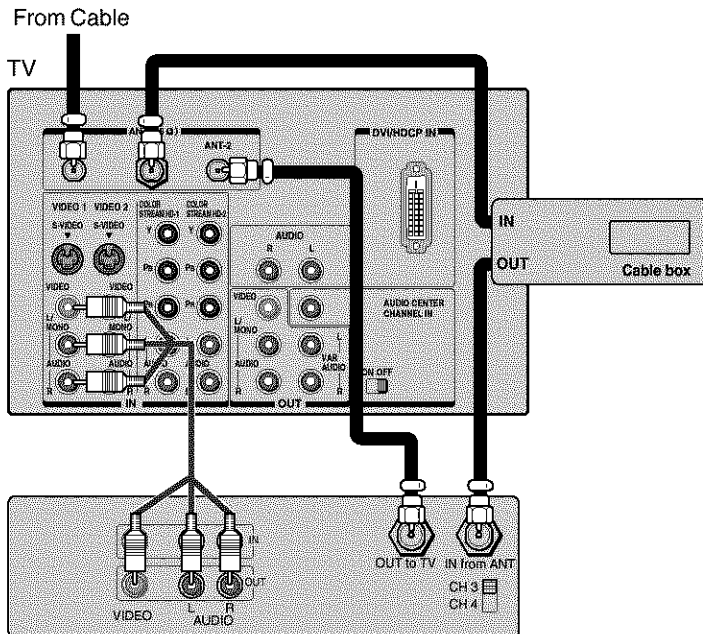 From Cable
TV
ANT-2
DVI/HDCP IN
VIDEO 1 VIDEO 2
COLOR STREAM HD-1
COLOR STREAM HD-2
S-VIDEO S-VIDEO
Y Y
AUDIO
R L
IN
OUT
Cable box
PB PB
PR PR
VIDEO VIDEO
VIDEO
AUDIO CENTER
CHANNEL IN
L/
MONO MONO
L/
MONO
L
VAR
AUDIO
R
AUDIO AUDIO
AUDIO
R
R R R
ON OFF
IN
OUT
IN
OUT
OUT to TV IN from ANT
CH 3
CH 4
VIDEO
L R
AUDIO